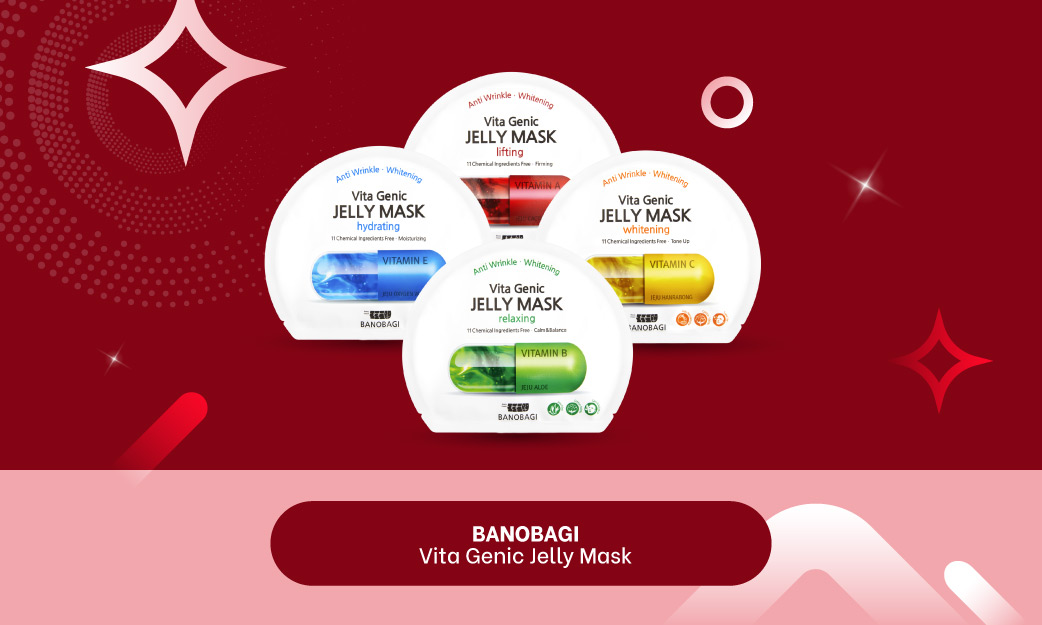 Anti Wrinkle · Whitening
Vita Genic
JELLY MASK
lifting
11 Chemical Ingredients Free · Firming
VITAMIN A
Anti Wrinkle · Whitening
Vita Genic
JELLY MASK
hydrating
11 Chemical Ingredients Free · Moisturizing
VITAMIN E
BANOBAGI
Anti Wrinkle · Whitening
Vita Genic
JELLY MASK
whitening
11 Chemical Ingredients Free · Tone Up
VITAMIN C
JEJU HANRABONG
BANOBAGI
Anti Wrinkle · Whitening
Vita Genic
JELLY MASK
relaxing
11 Chemical Ingredients Free · Calm&Balance
VITAMIN B
JEJU ALOE
BANOBAGI
BANOBAGI
Vita Genic Jelly Mask